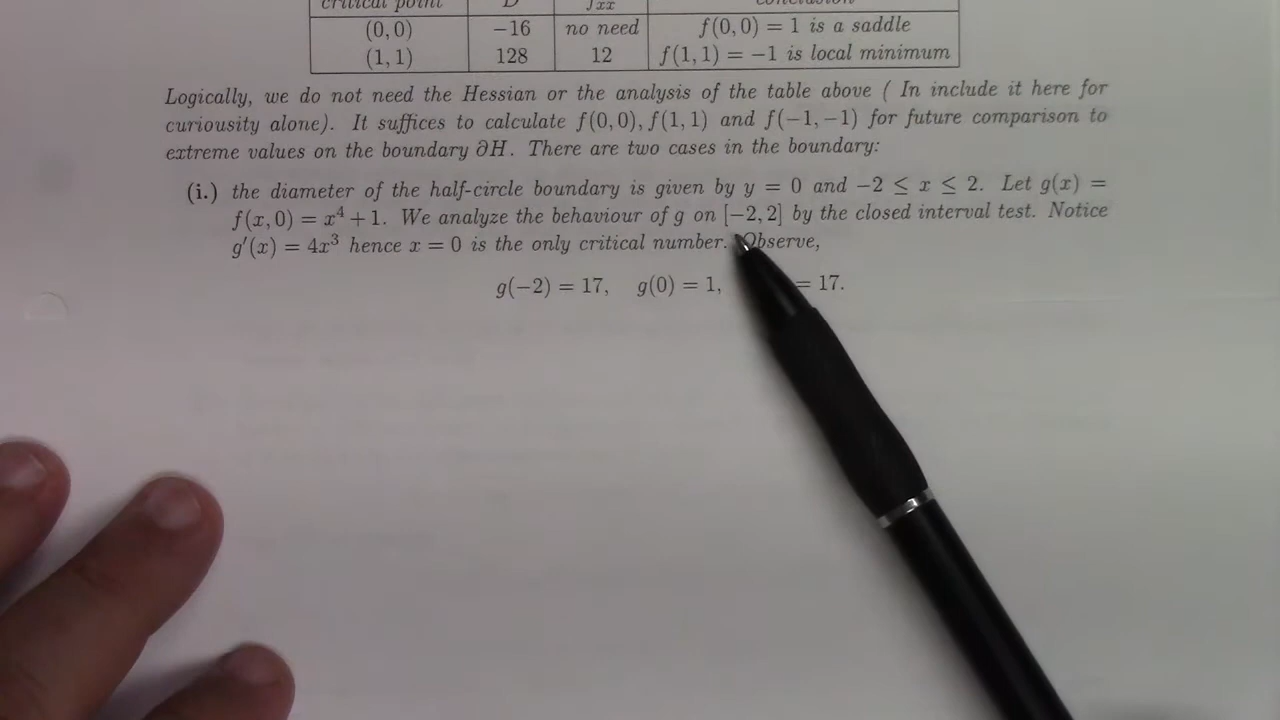 critical point D fxx conclusion
(0, 0) −16 no need f(0, 0) = 1 is a saddle
(1, 1) 128 12 f(1, 1) = −1 is local minimum
Logically, we do not need the Hessian or the analysis of the table above ( In include it here for
curiousity alone). It suffices to calculate f(0, 0), f(1, 1) and f(−1, −1) for future comparison to
extreme values on the boundary ∂H. There are two cases in the boundary:
(i.) the diameter of the half-circle boundary is given by y = 0 and −2 ≤ x ≤ 2. Let g(x) =
f(x, 0) = x⁴ + 1. We analyze the behaviour of g on [−2, 2] by the closed interval test. Notice
g′(x) = 4x³ hence x = 0 is the only critical number. Observe,
g(−2) = 17, g(0) = 1, = 17.